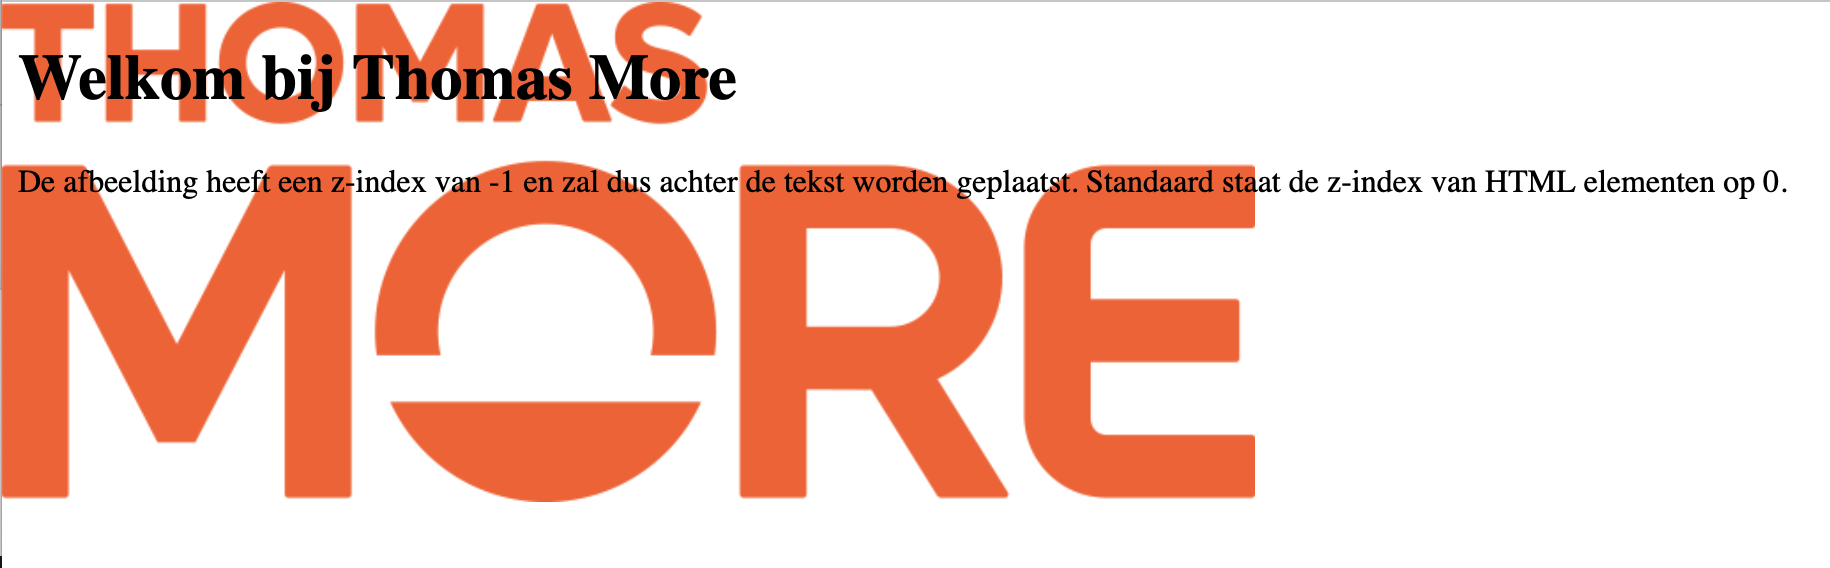 THOMAS
Welkom bij Thomas More
MORE
De afbeelding heeft een z-index van -1 en zal dus achter de tekst worden geplaatst. Standaard staat de z-index van HTML elementen op 0.